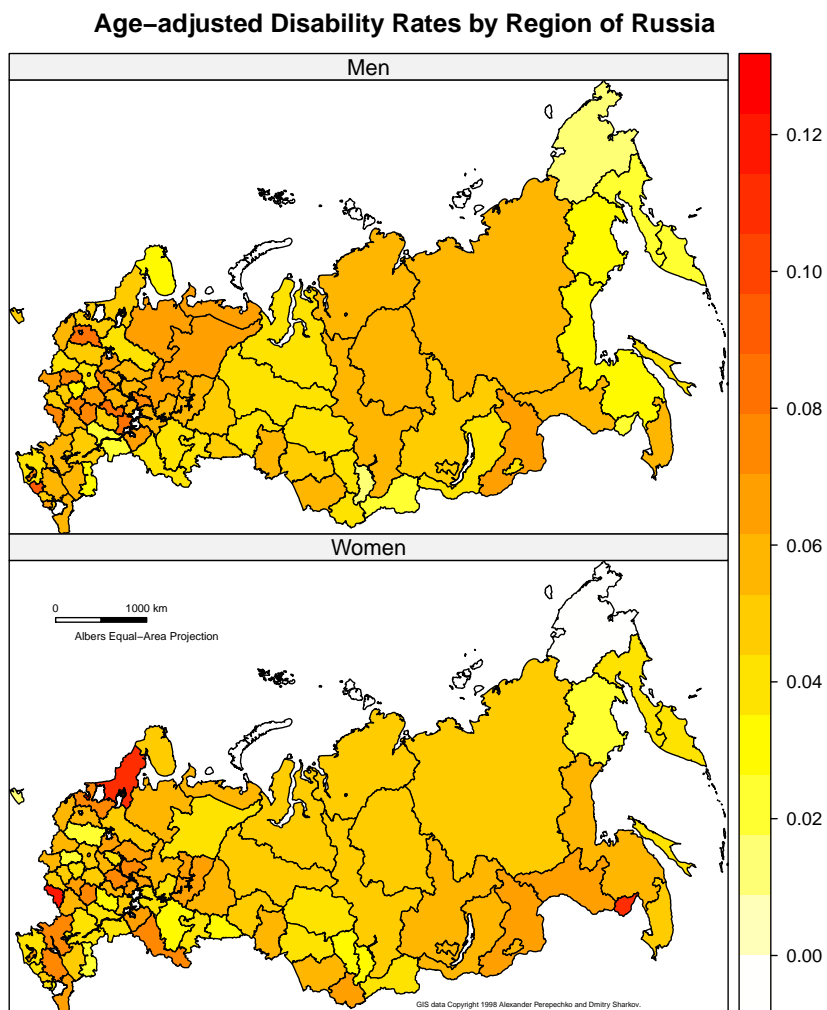 Age−adjusted Disability Rates by Region of Russia
Men
0.12
0.10
0.08
0.06
0.04
0.02
0.00
Women
0 1000 km
Albers Equal−Area Projection
GIS data Copyright 1998 Alexander Perepechko and Dmitry Sharkov.